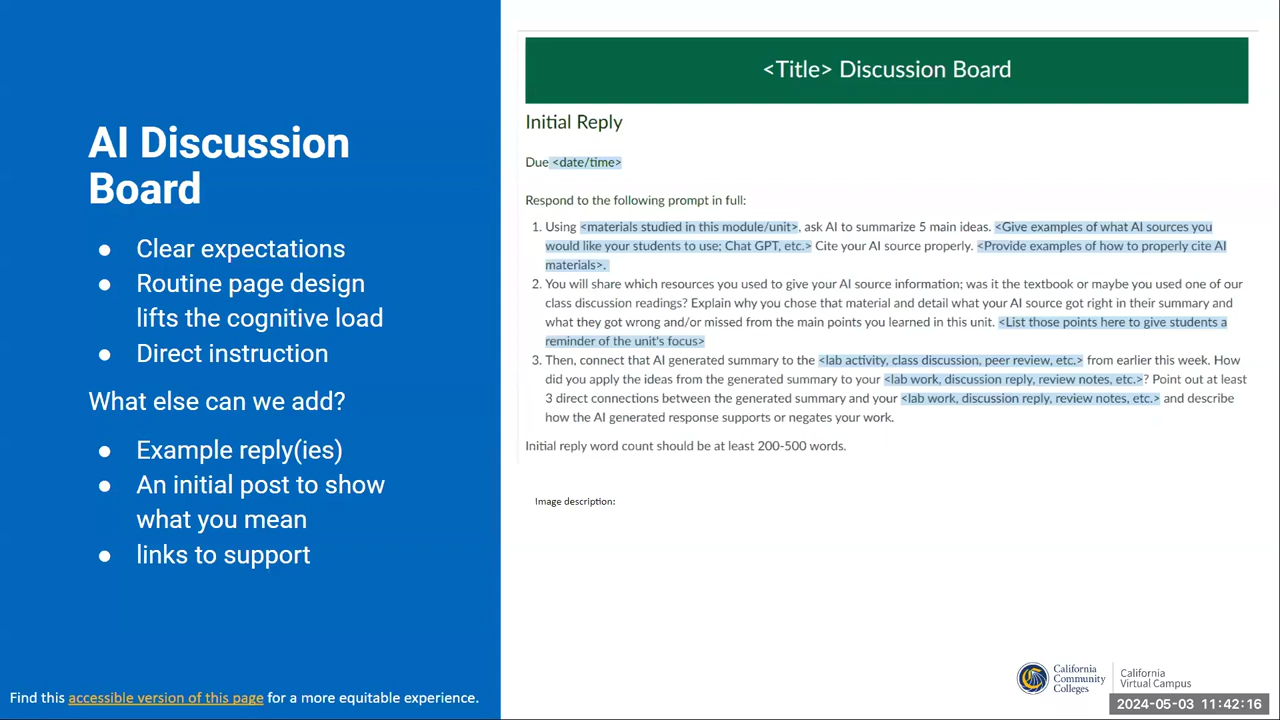 AI Discussion
Board
● Clear expectations
● Routine page design
lifts the cognitive load
● Direct instruction
What else can we add?
● Example reply(ies)
● An initial post to show
what you mean
● links to support
Find this accessible version of this page for a more equitable experience.
<Title> Discussion Board
Initial Reply
Due <date/time>
Respond to the following prompt in full:
1. Using <materials studied in this module/unit>, ask AI to summarize 5 main ideas. <Give examples of what AI sources you
would like your students to use; Chat GPT, etc.> Cite your AI source properly. <Provide examples of how to properly cite AI
materials>.
2. You will share which resources you used to give your AI source information; was it the textbook or maybe you used one of our
class discussion readings? Explain why you chose that material and detail what your AI source got right in their summary and
what they got wrong and/or missed from the main points you learned in this unit. <List those points here to give students a
reminder of the unit's focus>
3. Then, connect that AI generated summary to the <lab activity, class discussion, peer review, etc.> from earlier this week. How
did you apply the ideas from the generated summary to your <lab work, discussion reply, review notes, etc.>? Point out at least
3 direct connections between the generated summary and your <lab work, discussion reply, review notes, etc.> and describe
how the AI generated response supports or negates your work.
Initial reply word count should be at least 200-500 words.
Image description:
California
Community
Colleges
California
Virtual Campus
2024-05-03 11:42:16